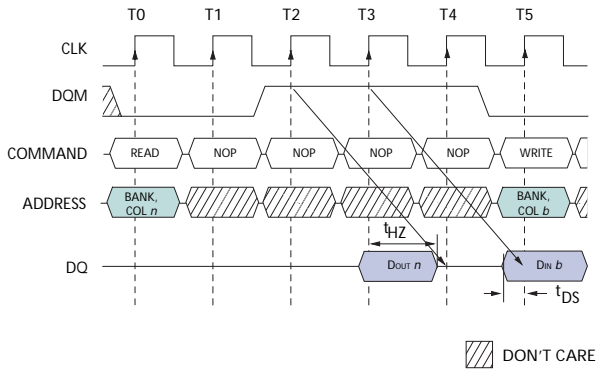 T0 T1 T2 T3 T4 T5
CLK
DQM
COMMAND READ NOP NOP NOP NOP WRITE
ADDRESS BANK, COL n BANK, COL b
tHZ
DQ DOUT n DIN b
tDS
DON'T CARE